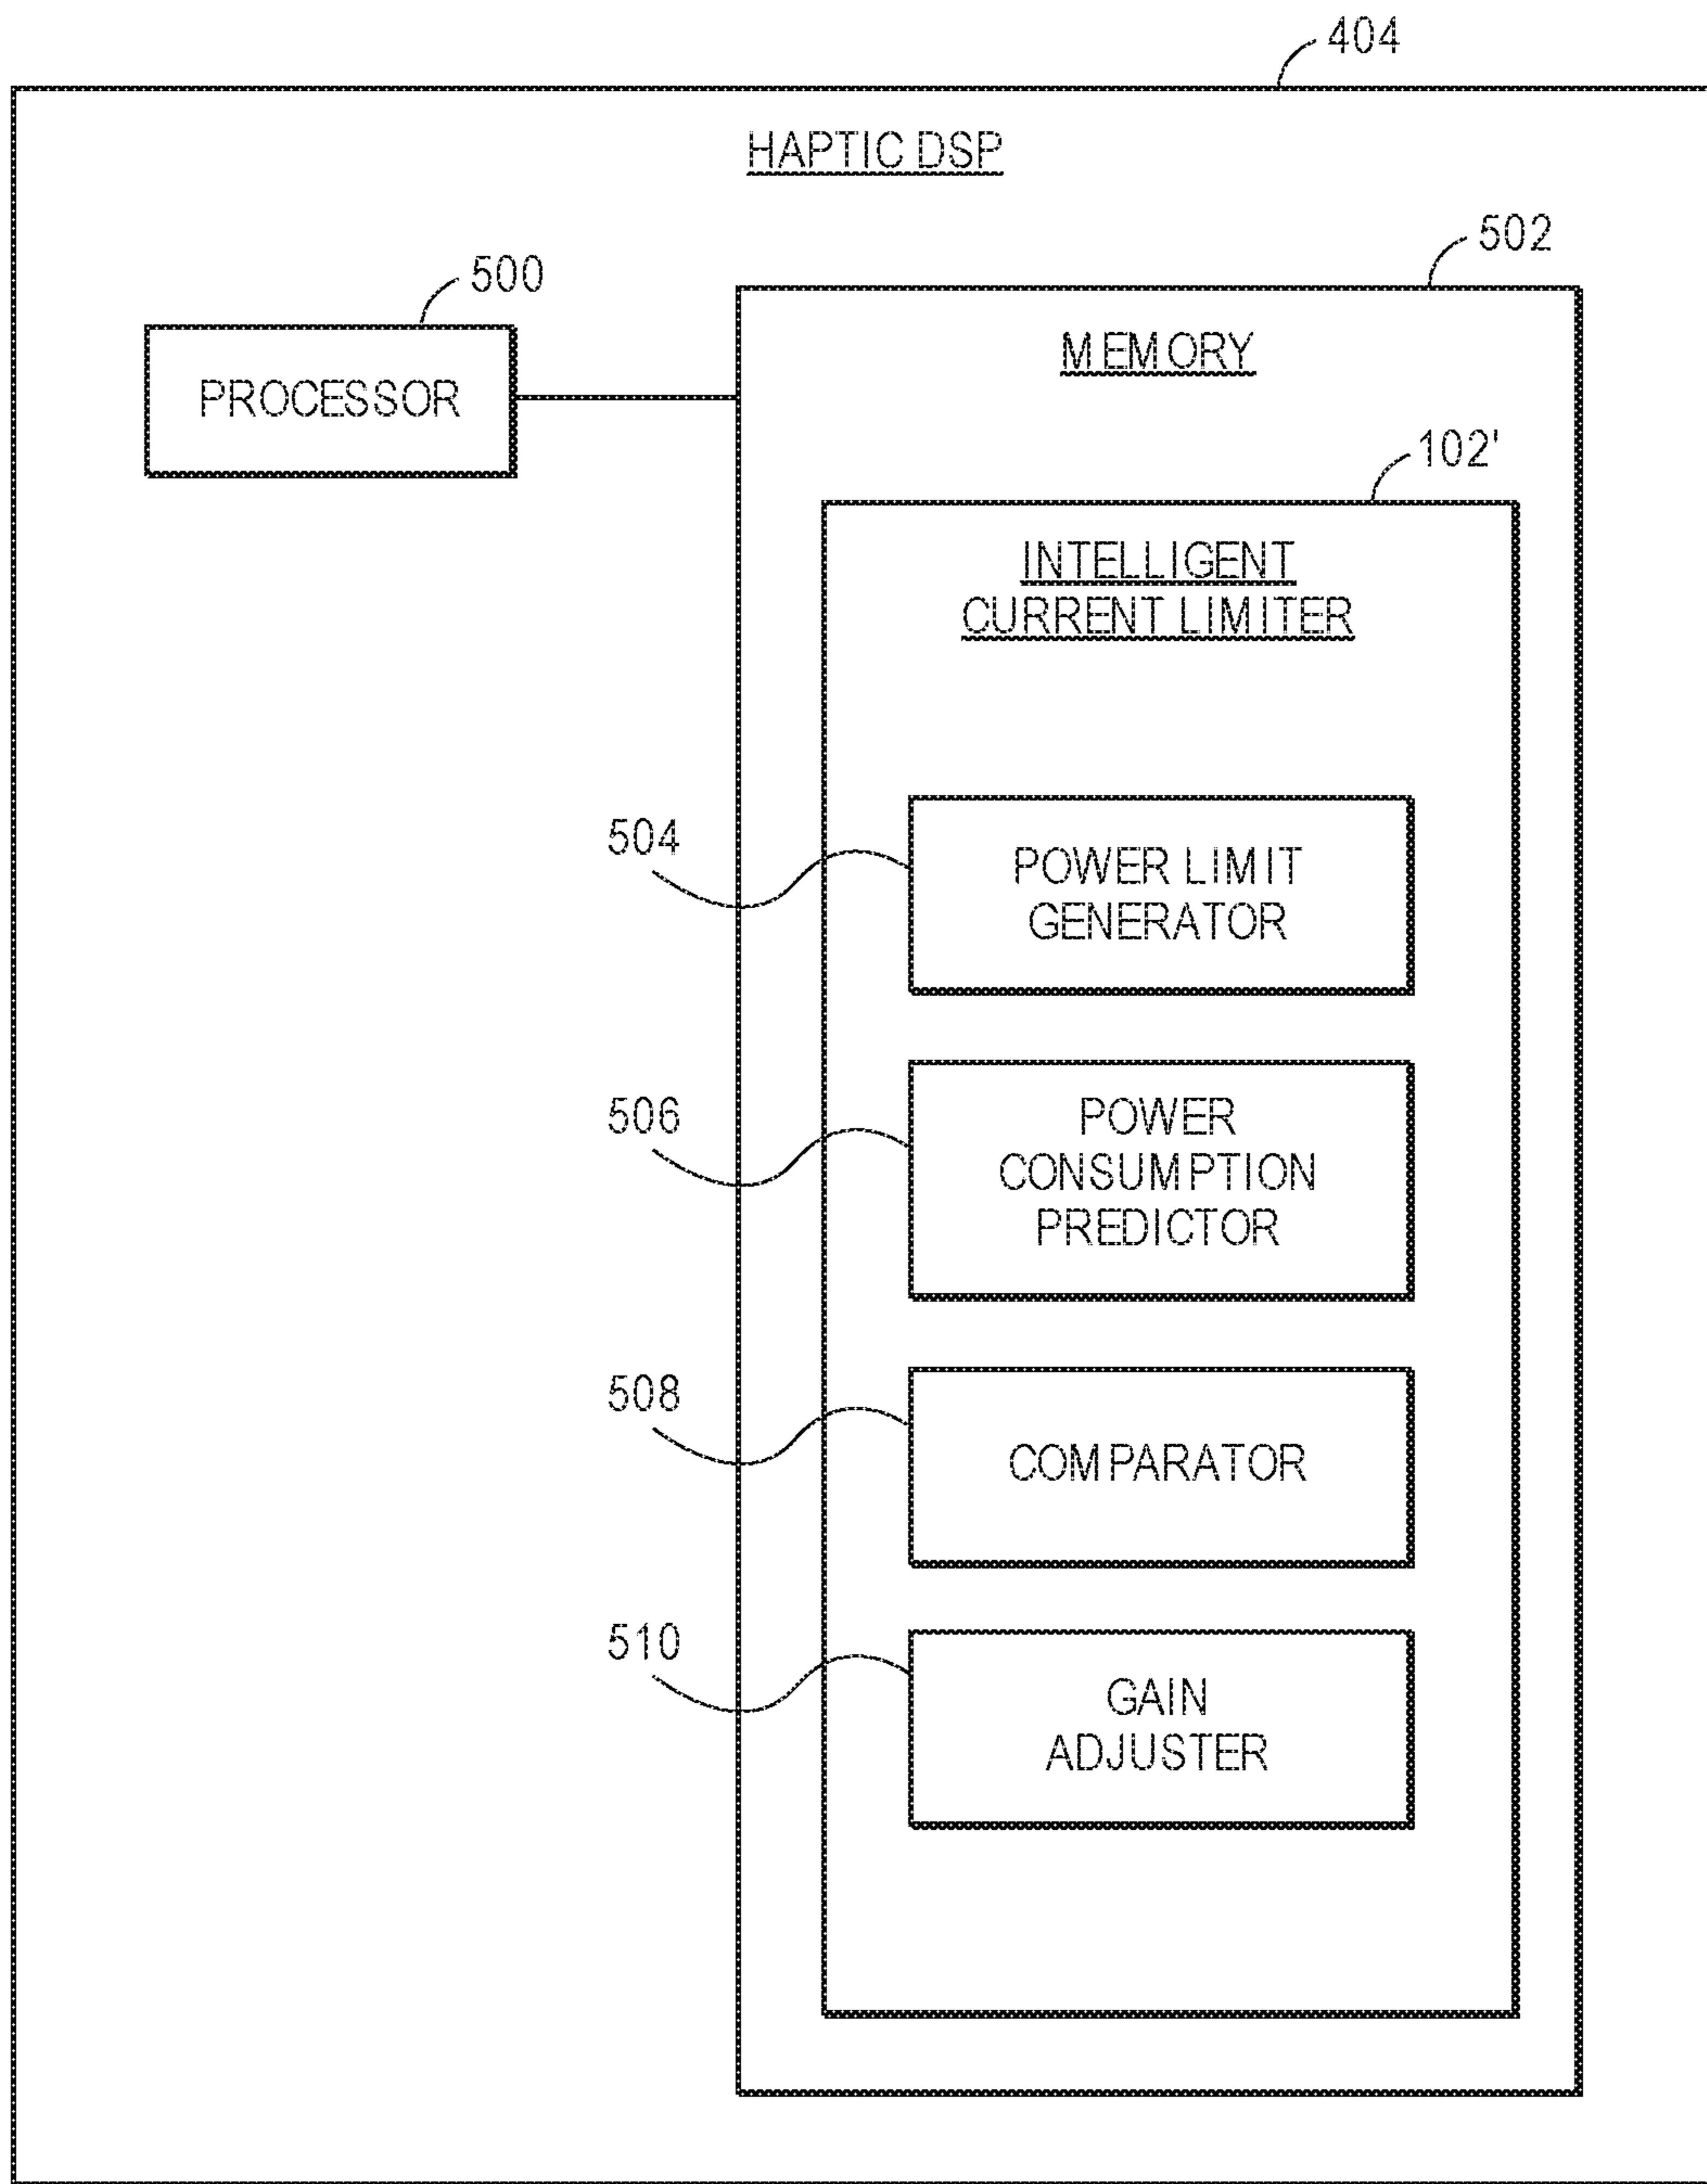 404
HAPTIC DSP
502
500
MEMORY
PROCESSOR
102'
INTELLIGENT
CURRENT LIMITER
504
POWER LIMIT
GENERATOR
506
POWER
CONSUMPTION
PREDICTOR
508
COMPARATOR
510
GAIN
ADJUSTER